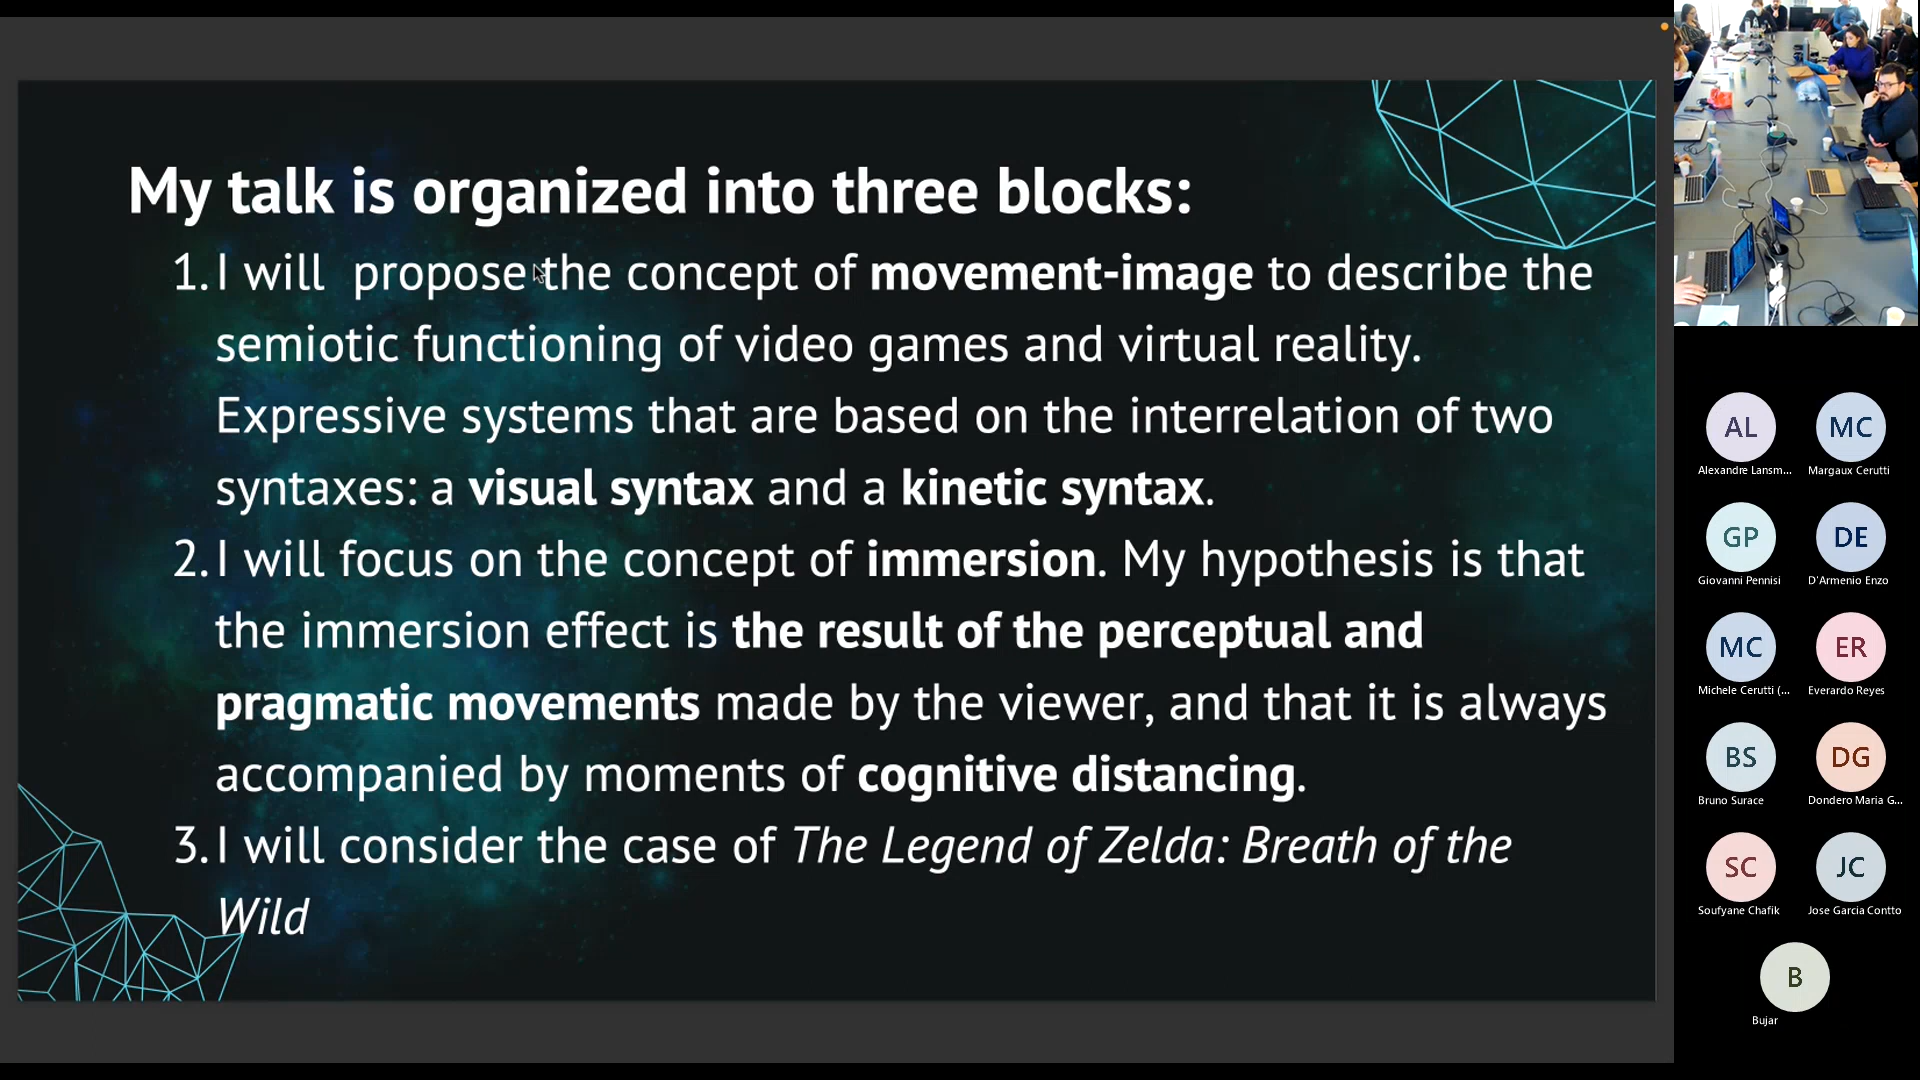 My talk is organized into three blocks:
1. I will propose the concept of movement-image to describe the
semiotic functioning of video games and virtual reality.
Expressive systems that are based on the interrelation of two
syntaxes: a visual syntax and a kinetic syntax.
2. I will focus on the concept of immersion. My hypothesis is that
the immersion effect is the result of the perceptual and
pragmatic movements made by the viewer, and that it is always
accompanied by moments of cognitive distancing.
3. I will consider the case of The Legend of Zelda: Breath of the
Wild
AL
Alexandre Lansm...
MC
Margaux Cerutti
GP
Giovanni Pennisi
DE
D'Armenio Enzo
MC
Michele Cerutti (...
ER
Everardo Reyes
BS
Bruno Surace
DG
Dondero Maria G...
SC
Soufyane Chafik
JC
Jose Garcia Contto
B
Bujar